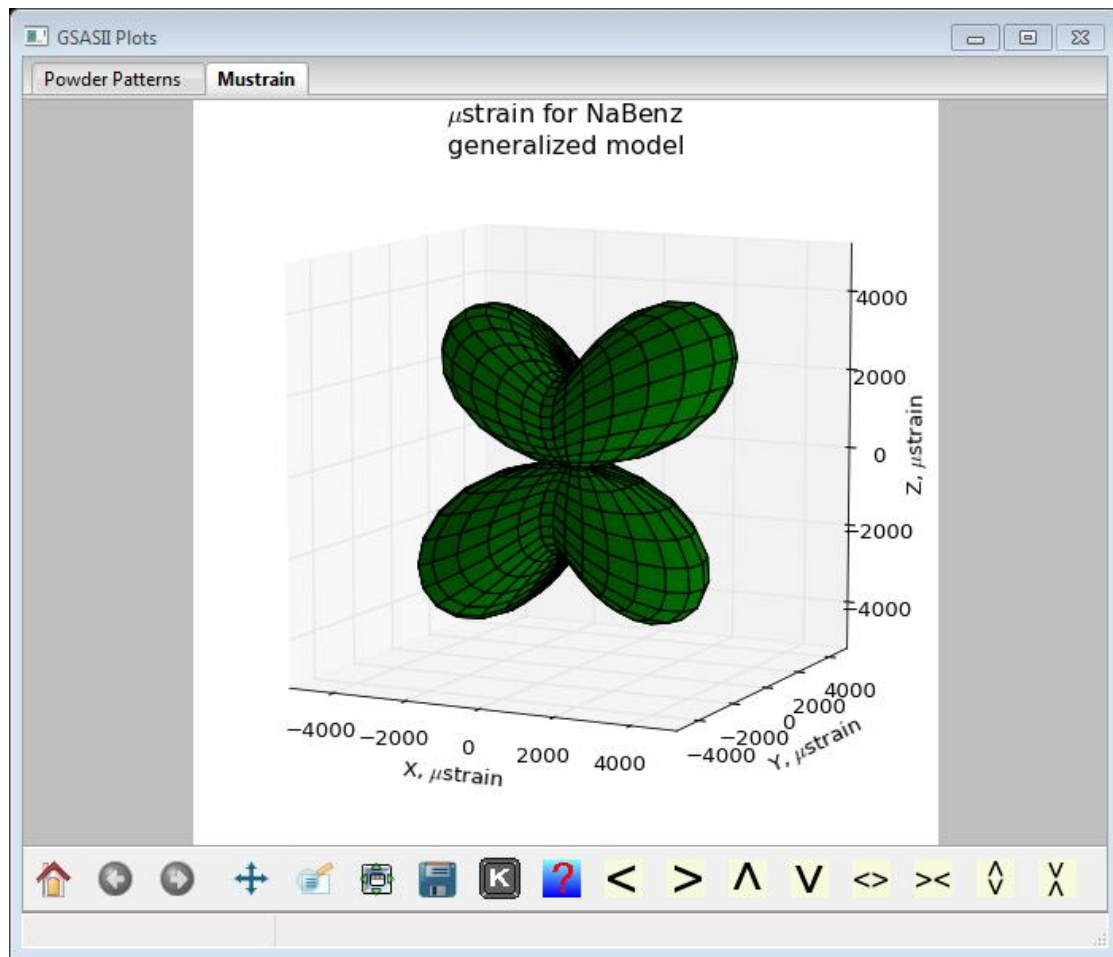 GSASII Plots
Powder Patterns Mustrain
μstrain for NaBenz
generalized model
4000
2000
0
−2000
−4000
Z, μstrain
−4000 −2000 0 2000 4000
X, μstrain
−4000 −2000 0 2000 4000
Y, μstrain
K ? < > Λ V <> ><